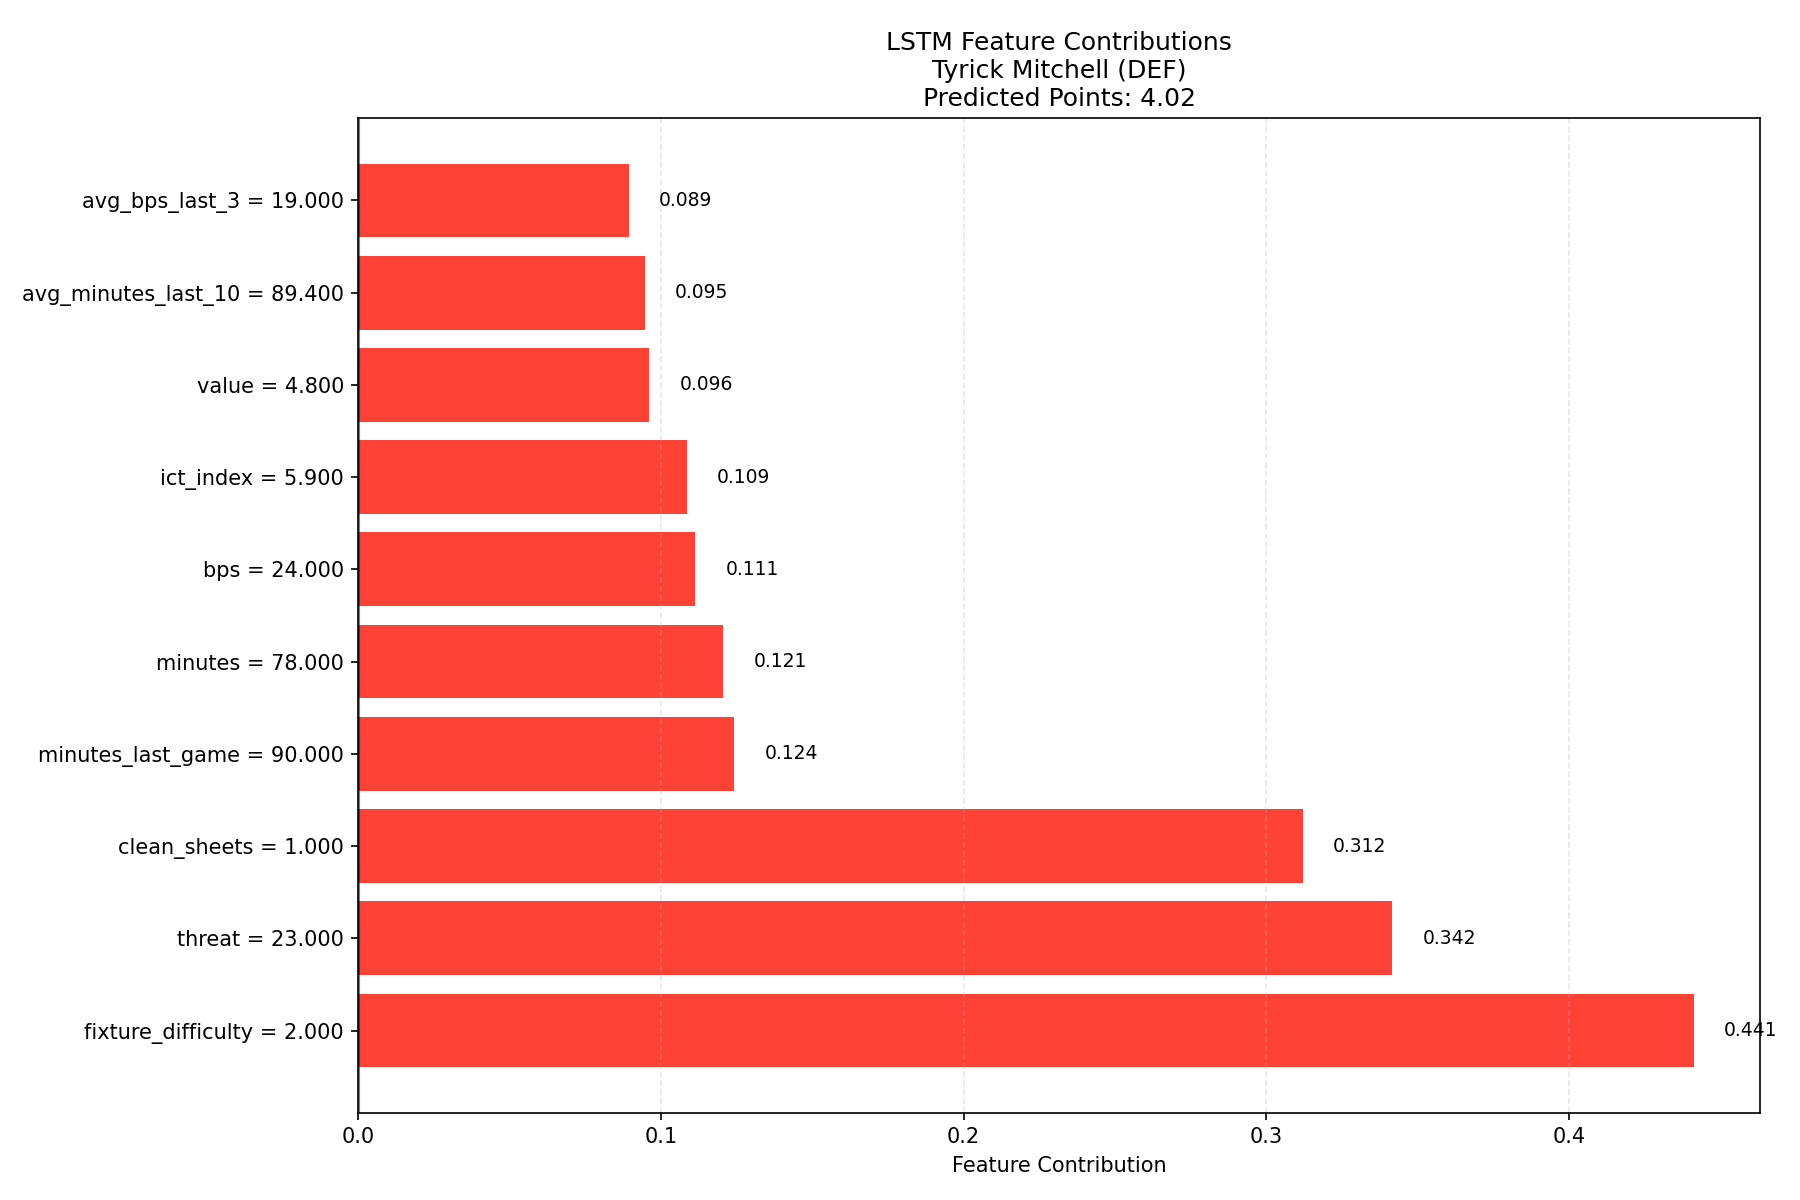 LSTM Feature Contributions
Tyrick Mitchell (DEF)
Predicted Points: 4.02
avg_bps_last_3 = 19.000 0.089
avg_minutes_last_10 = 89.400 0.095
value = 4.800 0.096
ict_index = 5.900 0.109
bps = 24.000 0.111
minutes = 78.000 0.121
minutes_last_game = 90.000 0.124
clean_sheets = 1.000 0.312
threat = 23.000 0.342
fixture_difficulty = 2.000 0.441
0.0 0.1 0.2 0.3 0.4
Feature Contribution